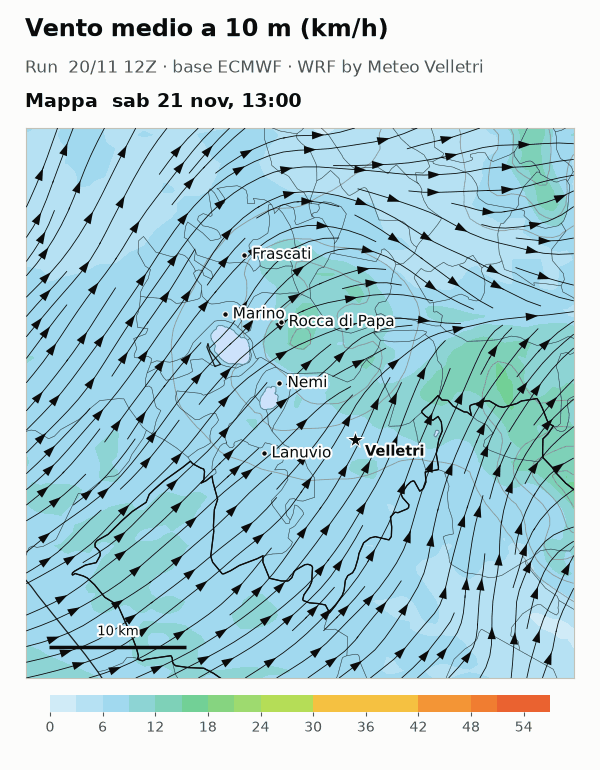 Vento medio a 10 m (km/h)
Run 20/11 12Z · base ECMWF · WRF by Meteo Velletri
Mappa sab 21 nov, 13:00
Frascati
Marino
Rocca di Papa
Nemi
Velletri
Lanuvio
10 km
0 6 12 18 24 30 36 42 48 54